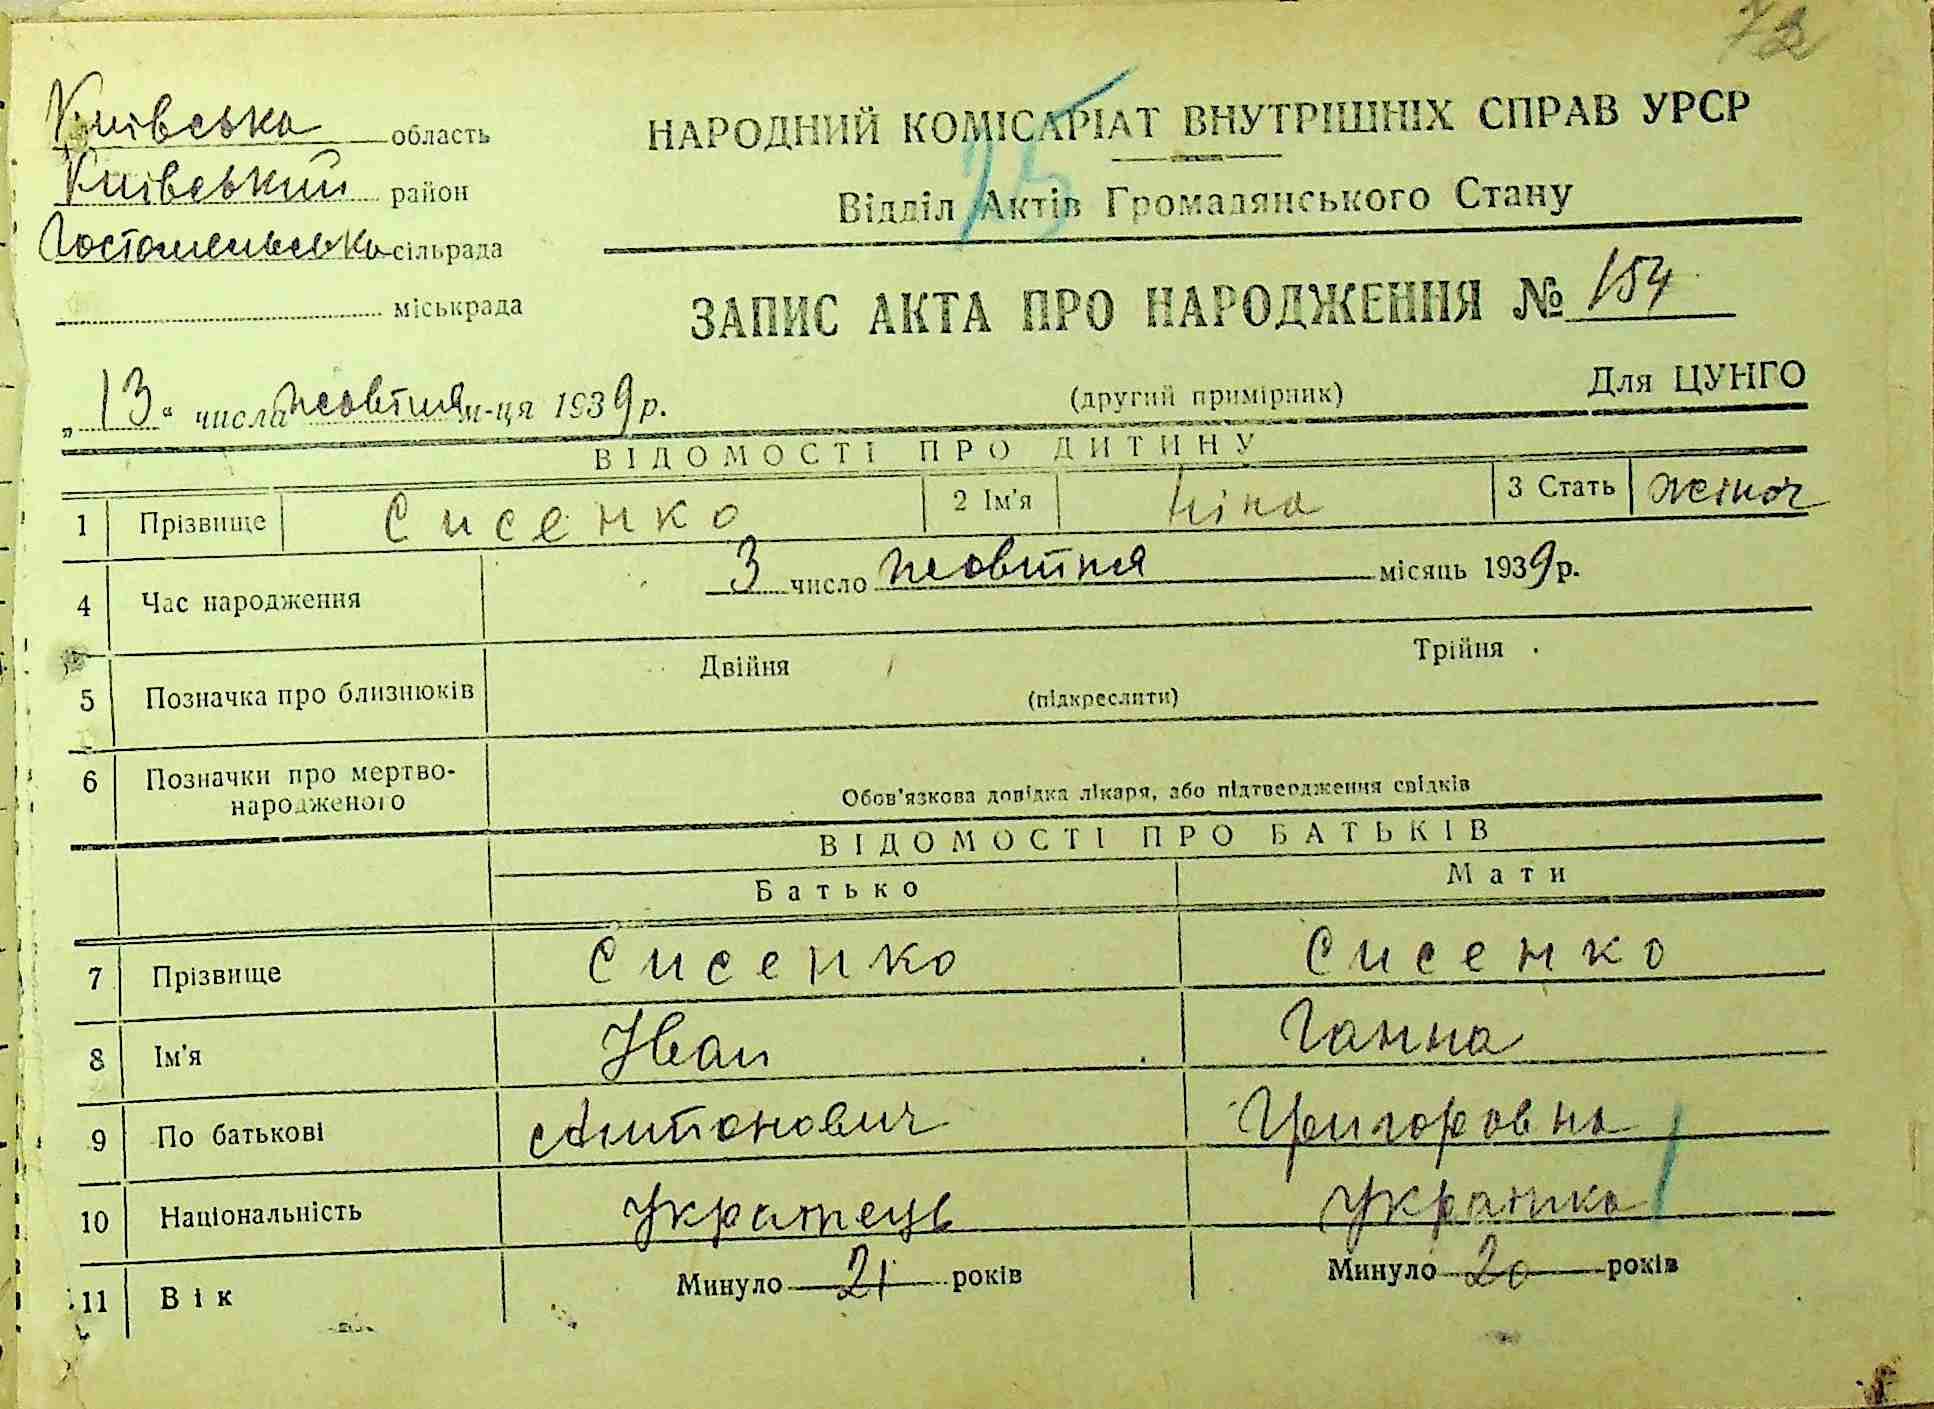 Київська область
Київський район
Гостомельська сільрада
міськрада
НАРОДНИЙ КОМІСАРІАТ ВНУТРІШНІХ СПРАВ УРСР
Відділ Актів Громадянського Стану
75
ЗАПИС АКТА ПРО НАРОДЖЕННЯ № 154
„13“ числа жовтня м-ця 1939 р.
(другий примірник)
Для ЦУНГО
ВІДОМОСТІ ПРО ДИТИНУ
1 Прізвище Сисенко 2 Ім'я Ніна 3 Стать жіноч
4 Час народження 3 число жовтня місяць 1939 р.
5 Позначка про близнюків Двійня Трійня
(підкреслити)
6 Позначки про мертво-
народженого
Обов'язкова довідка лікаря, або підтвердження свідків
ВІДОМОСТІ ПРО БАТЬКІВ
Батько Мати
7 Прізвище Сисенко Сисенко
8 Ім'я Іван Ганна
9 По батькові Антонович Григоровна
10 Національність Українець Українка
11 Вік Минуло 21 років Минуло 20 років